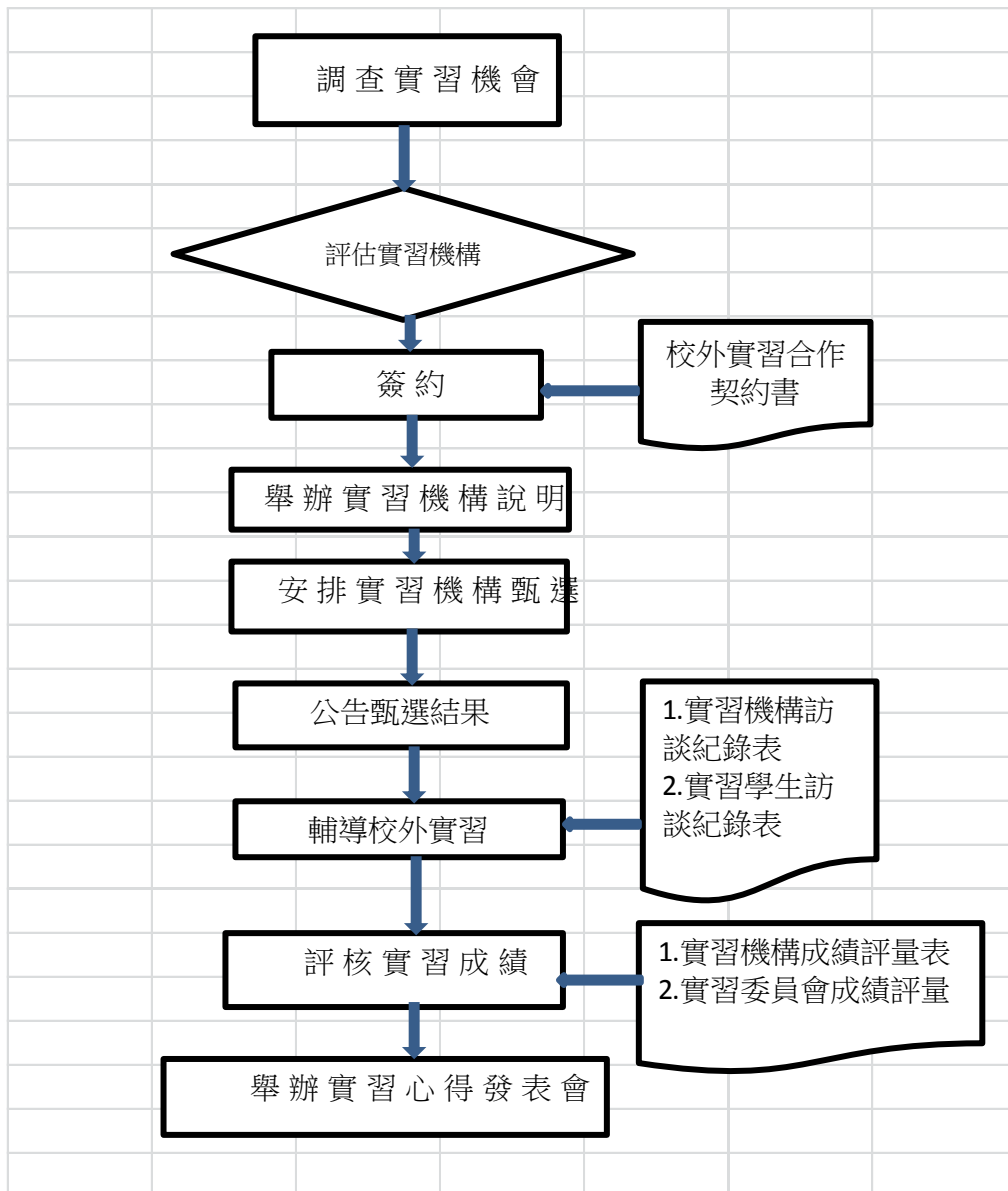 調查實習機會
評估實習機構
簽約
校外實習合作
契約書
舉辦實習機構說明
安排實習機構甄選
公告甄選結果
1.實習機構訪
談紀錄表
2.實習學生訪
談紀錄表
輔導校外實習
評核實習成績
1.實習機構成績評量表
2.實習委員會成績評量
舉辦實習心得發表會